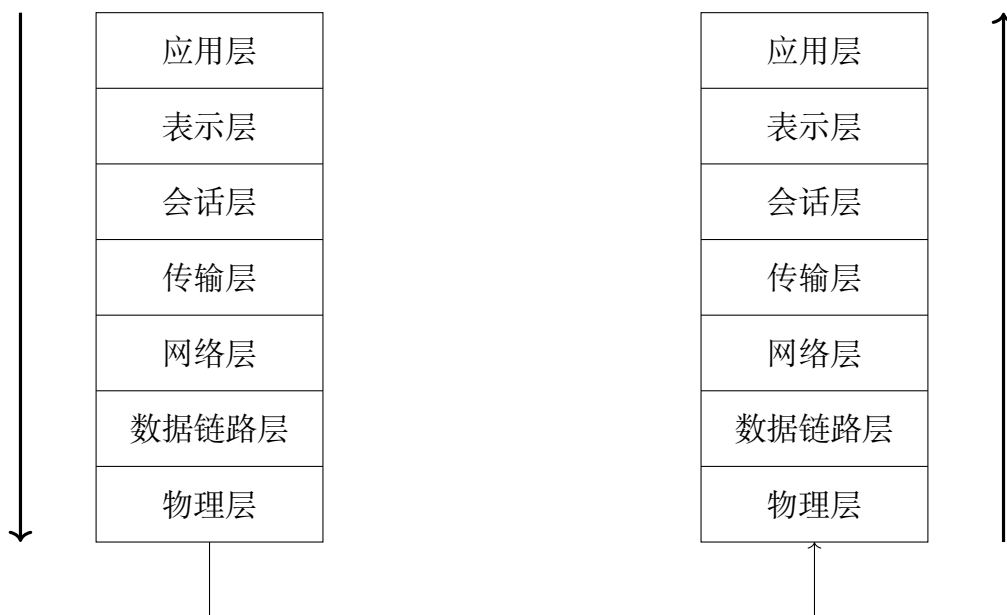 应用层
表示层
会话层
传输层
网络层
数据链路层
物理层
应用层
表示层
会话层
传输层
网络层
数据链路层
物理层